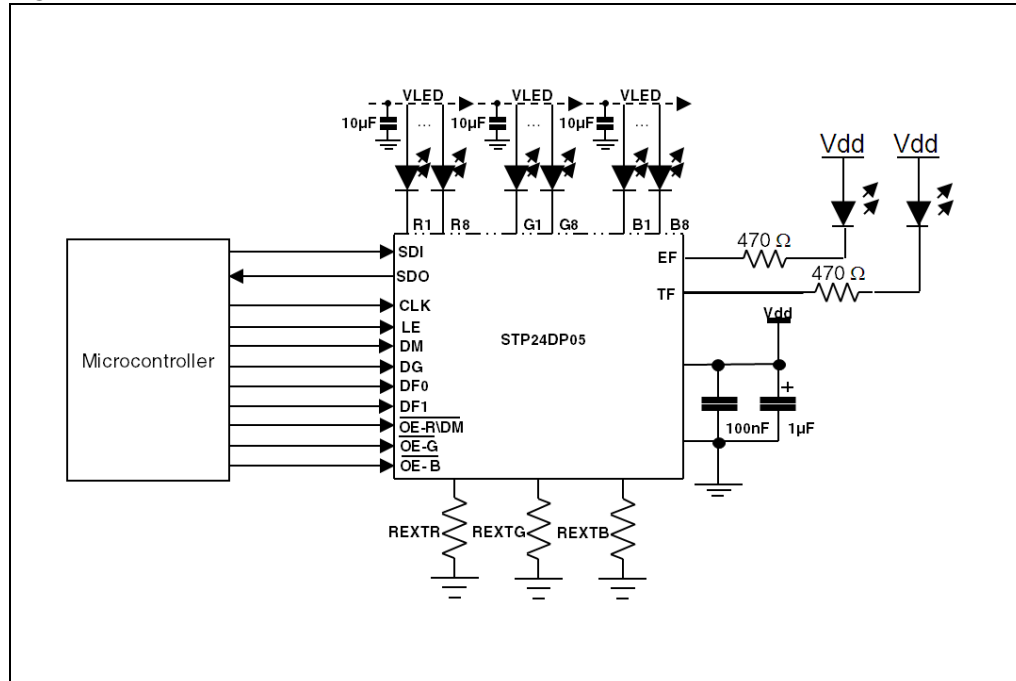 VLED VLED VLED
10µF ... 10µF ... 10µF ...
Vdd Vdd
R1 R8 G1 G8 B1 B8
SDI
SDO
CLK
LE
DM
DG
DF0
DF1
OE-R\DM
OE-G
OE-B
Microcontroller
STP24DP05
EF
470 Ω
TF
470 Ω
Vdd
100nF
+
1µF
REXTR REXTG REXTB